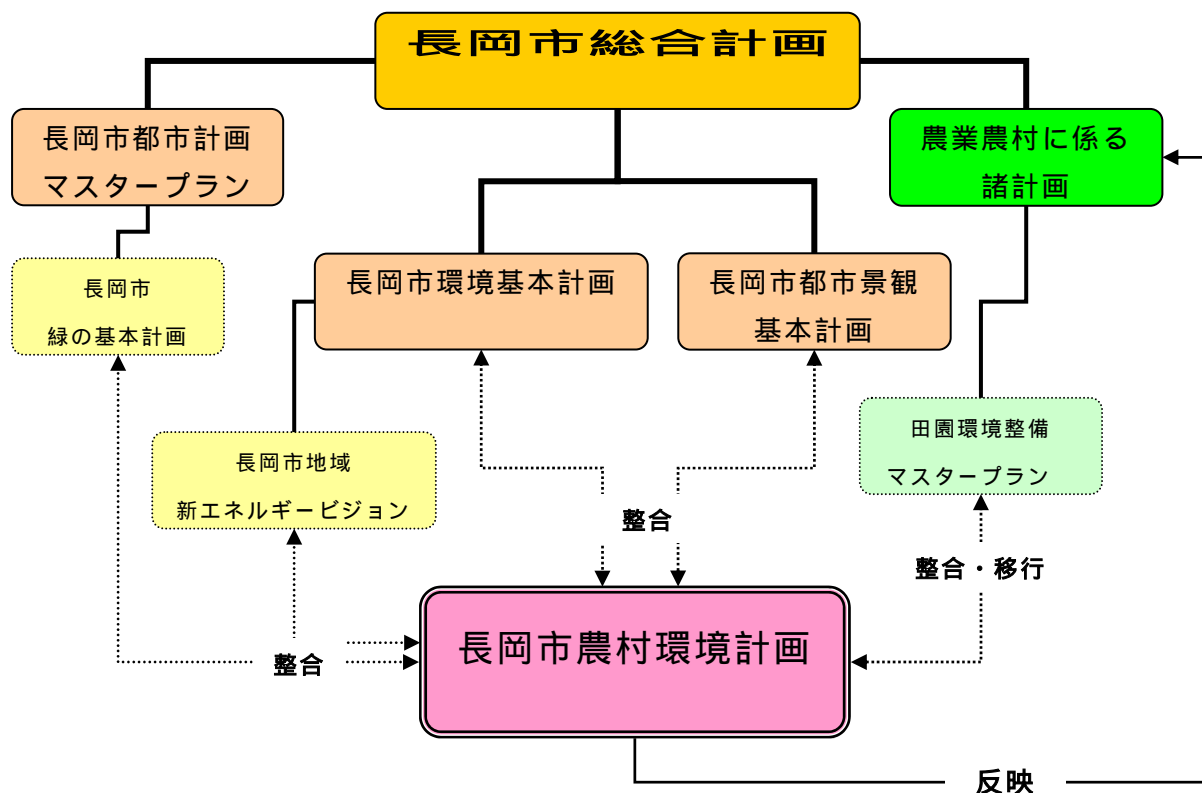 長岡市総合計画
長岡市都市計画
マスタープラン
農業農村に係る
諸計画
長岡市
緑の基本計画
長岡市環境基本計画
長岡市都市景観
基本計画
長岡市地域
新エネルギービジョン
田園環境整備
マスタープラン
整合
整合・移行
整合
長岡市農村環境計画
反映